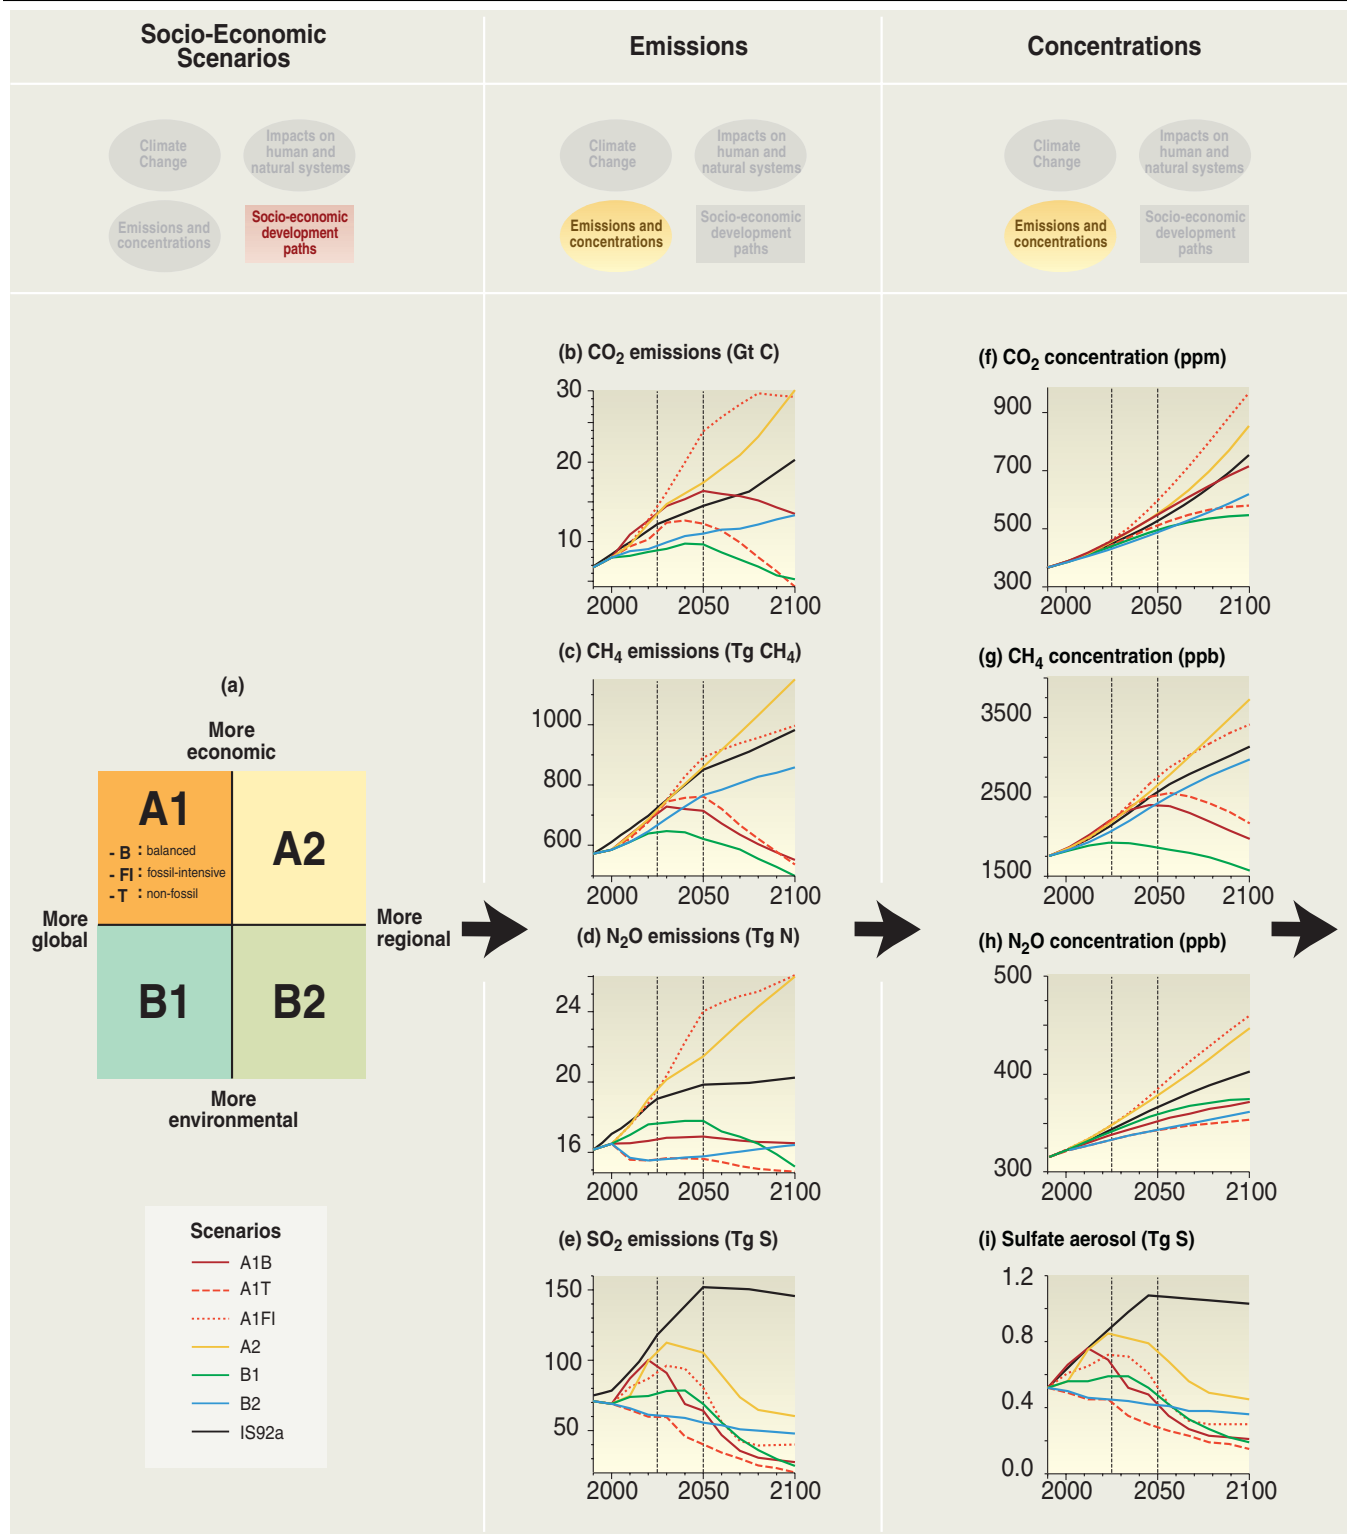 Socio-Economic
Scenarios
Emissions
Concentrations
Climate
Change
Impacts on
human and
natural systems
Emissions and
concentrations
Socio-economic
development
paths
Climate
Change
Impacts on
human and
natural systems
Emissions and
concentrations
Socio-economic
development
paths
Climate
Change
Impacts on
human and
natural systems
Emissions and
concentrations
Socio-economic
development
paths
(a)
More
economic
A1
- B : balanced
- FI : fossil-intensive
- T : non-fossil
A2
More
global
More
regional
B1
B2
More
environmental
Scenarios
A1B
A1T
A1FI
A2
B1
B2
IS92a
(b) CO2 emissions (Gt C)
30
20
10
2000 2050 2100
(c) CH4 emissions (Tg CH4)
1000
800
600
2000 2050 2100
(d) N2O emissions (Tg N)
24
20
16
2000 2050 2100
(e) SO2 emissions (Tg S)
150
100
50
2000 2050 2100
(f) CO2 concentration (ppm)
900
700
500
300
2000 2050 2100
(g) CH4 concentration (ppb)
3500
2500
1500
2000 2050 2100
(h) N2O concentration (ppb)
500
400
300
2000 2050 2100
(i) Sulfate aerosol (Tg S)
1.2
0.8
0.4
0.0
2000 2050 2100